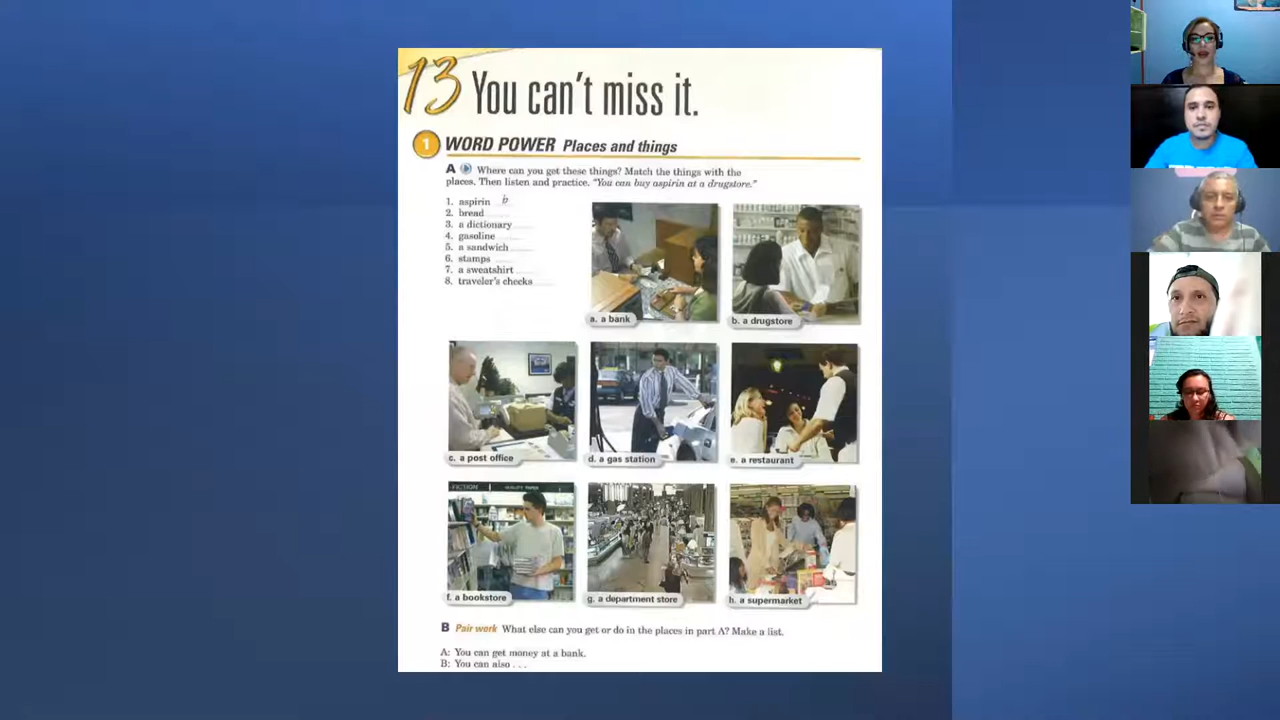 13 You can't miss it.
1 WORD POWER Places and things
A Where can you get these things? Match the things with the
places. Then listen and practice. "You can buy aspirin at a drugstore."
1. aspirin b
2. bread
3. a dictionary
4. gasoline
5. a sandwich
6. stamps
7. a sweatshirt
8. traveler's checks
a. a bank
b. a drugstore
c. a post office
d. a gas station
e. a restaurant
FICTION
f. a bookstore
g. a department store
h. a supermarket
B Pair work What else can you get or do in the places in part A? Make a list.
A: You can get money at a bank.
B: You can also . . .